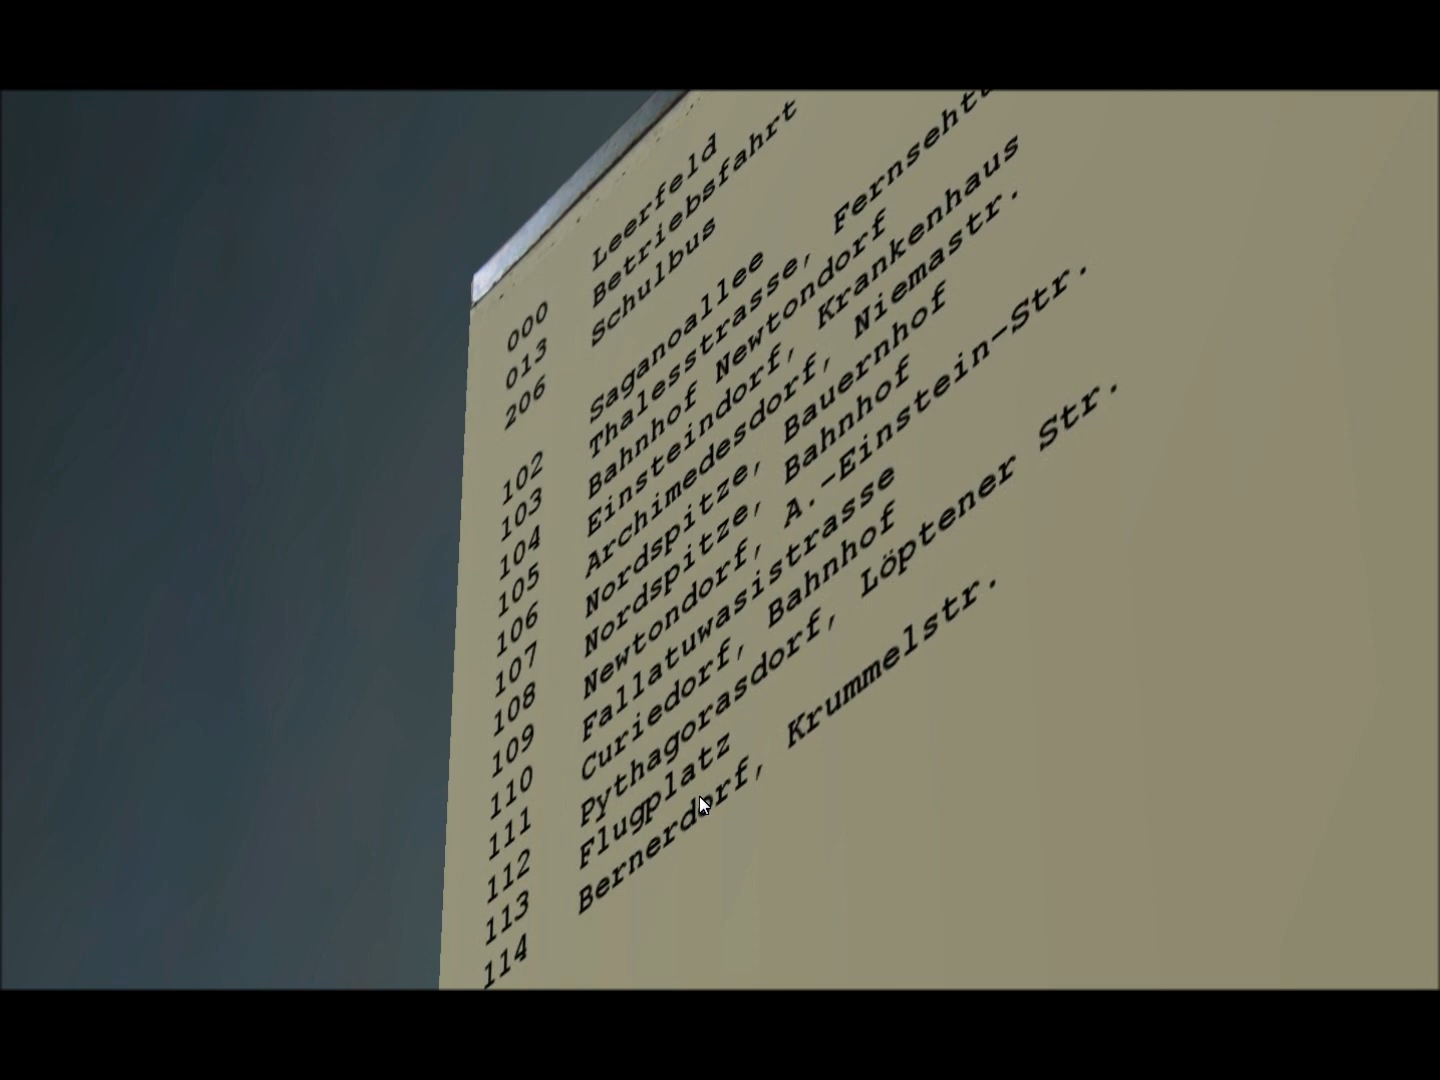 000 Leerfeld
013 Betriebsfahrt
206 Schulbus
102 Saganoallee
103 Thalesstrasse,
104 Bahnhof Newtondorf
105 Einsteindorf, Krankenhaus
106 Archimedesdorf, Niemastr.
107 Nordspitze, Bauernhof
108 Nordspitze, Bahnhof
109 Newtondorf, A.-Einstein-Str.
110 Fallatuwasistrasse
111 Curiedorf, Bahnhof
112 Pythagorasdorf, Löptener Str.
113 Flugplatz
114 Bernerdorf, Krummelstr.